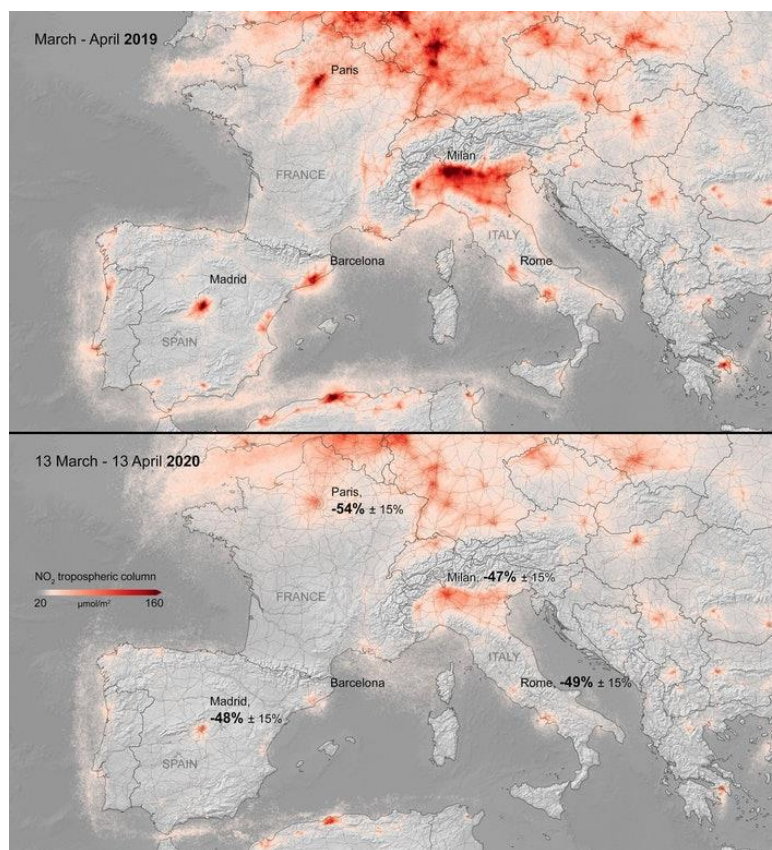 March - April 2019
Paris
FRANCE
Milan
ITALY
Barcelona
Madrid
Rome
SPAIN
13 March - 13 April 2020
Paris,
-54% ± 15%
NO₂ tropospheric column
20 µmol/m² 160
Milan, -47% ± 15%
FRANCE
ITALY
Barcelona
Rome, -49% ± 15%
Madrid,
-48% ± 15%
SPAIN